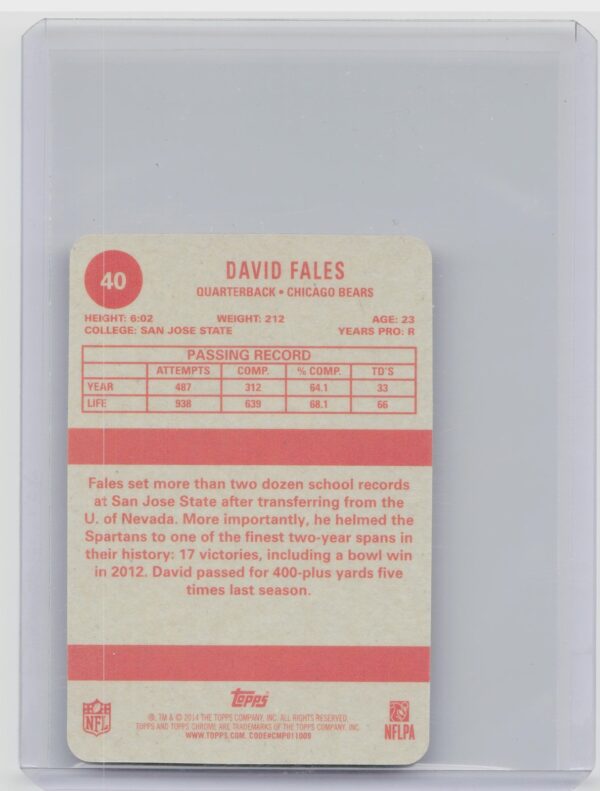 40
DAVID FALES
QUARTERBACK • CHICAGO BEARS
HEIGHT: 6:02 WEIGHT: 212 AGE: 23
COLLEGE: SAN JOSE STATE YEARS PRO: R
PASSING RECORD
ATTEMPTS COMP. % COMP. TD'S
YEAR 487 312 64.1 33
LIFE 938 639 68.1 66
Fales set more than two dozen school records
at San Jose State after transferring from the
U. of Nevada. More importantly, he helmed the
Spartans to one of the finest two-year spans in
their history: 17 victories, including a bowl win
in 2012. David passed for 400-plus yards five
times last season.
topps
®, TM & © 2014 THE TOPPS COMPANY, INC. ALL RIGHTS RESERVED.
TOPPS AND TOPPS CHROME ARE TRADEMARKS OF THE TOPPS COMPANY, INC.
WWW.TOPPS.COM. CODE#CMP011009
NFL
NFLPA